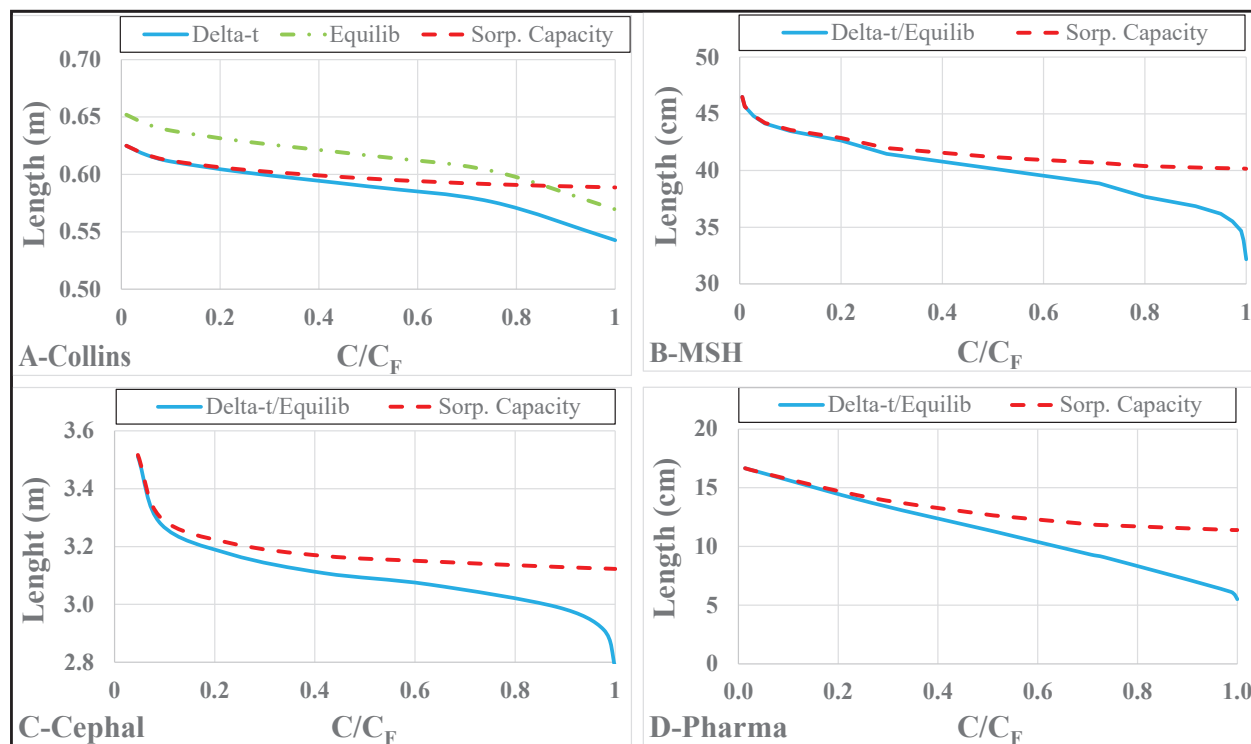 Delta-t Equilib Sorp. Capacity
0.70
0.65
0.60
0.55
0.50
Length (m)
0 0.2 0.4 0.6 0.8 1
A-Collins C/CF
Delta-t/Equilib Sorp. Capacity
50
45
40
35
30
Length (cm)
0 0.2 0.4 0.6 0.8 1
B-MSH C/CF
Delta-t/Equilib Sorp. Capacity
3.6
3.4
3.2
3.0
2.8
Lenght (m)
0 0.2 0.4 0.6 0.8 1
C-Cephal C/CF
Delta-t/Equilib Sorp. Capacity
20
15
10
5
0
Length (cm)
0.0 0.2 0.4 0.6 0.8 1.0
D-Pharma C/CF